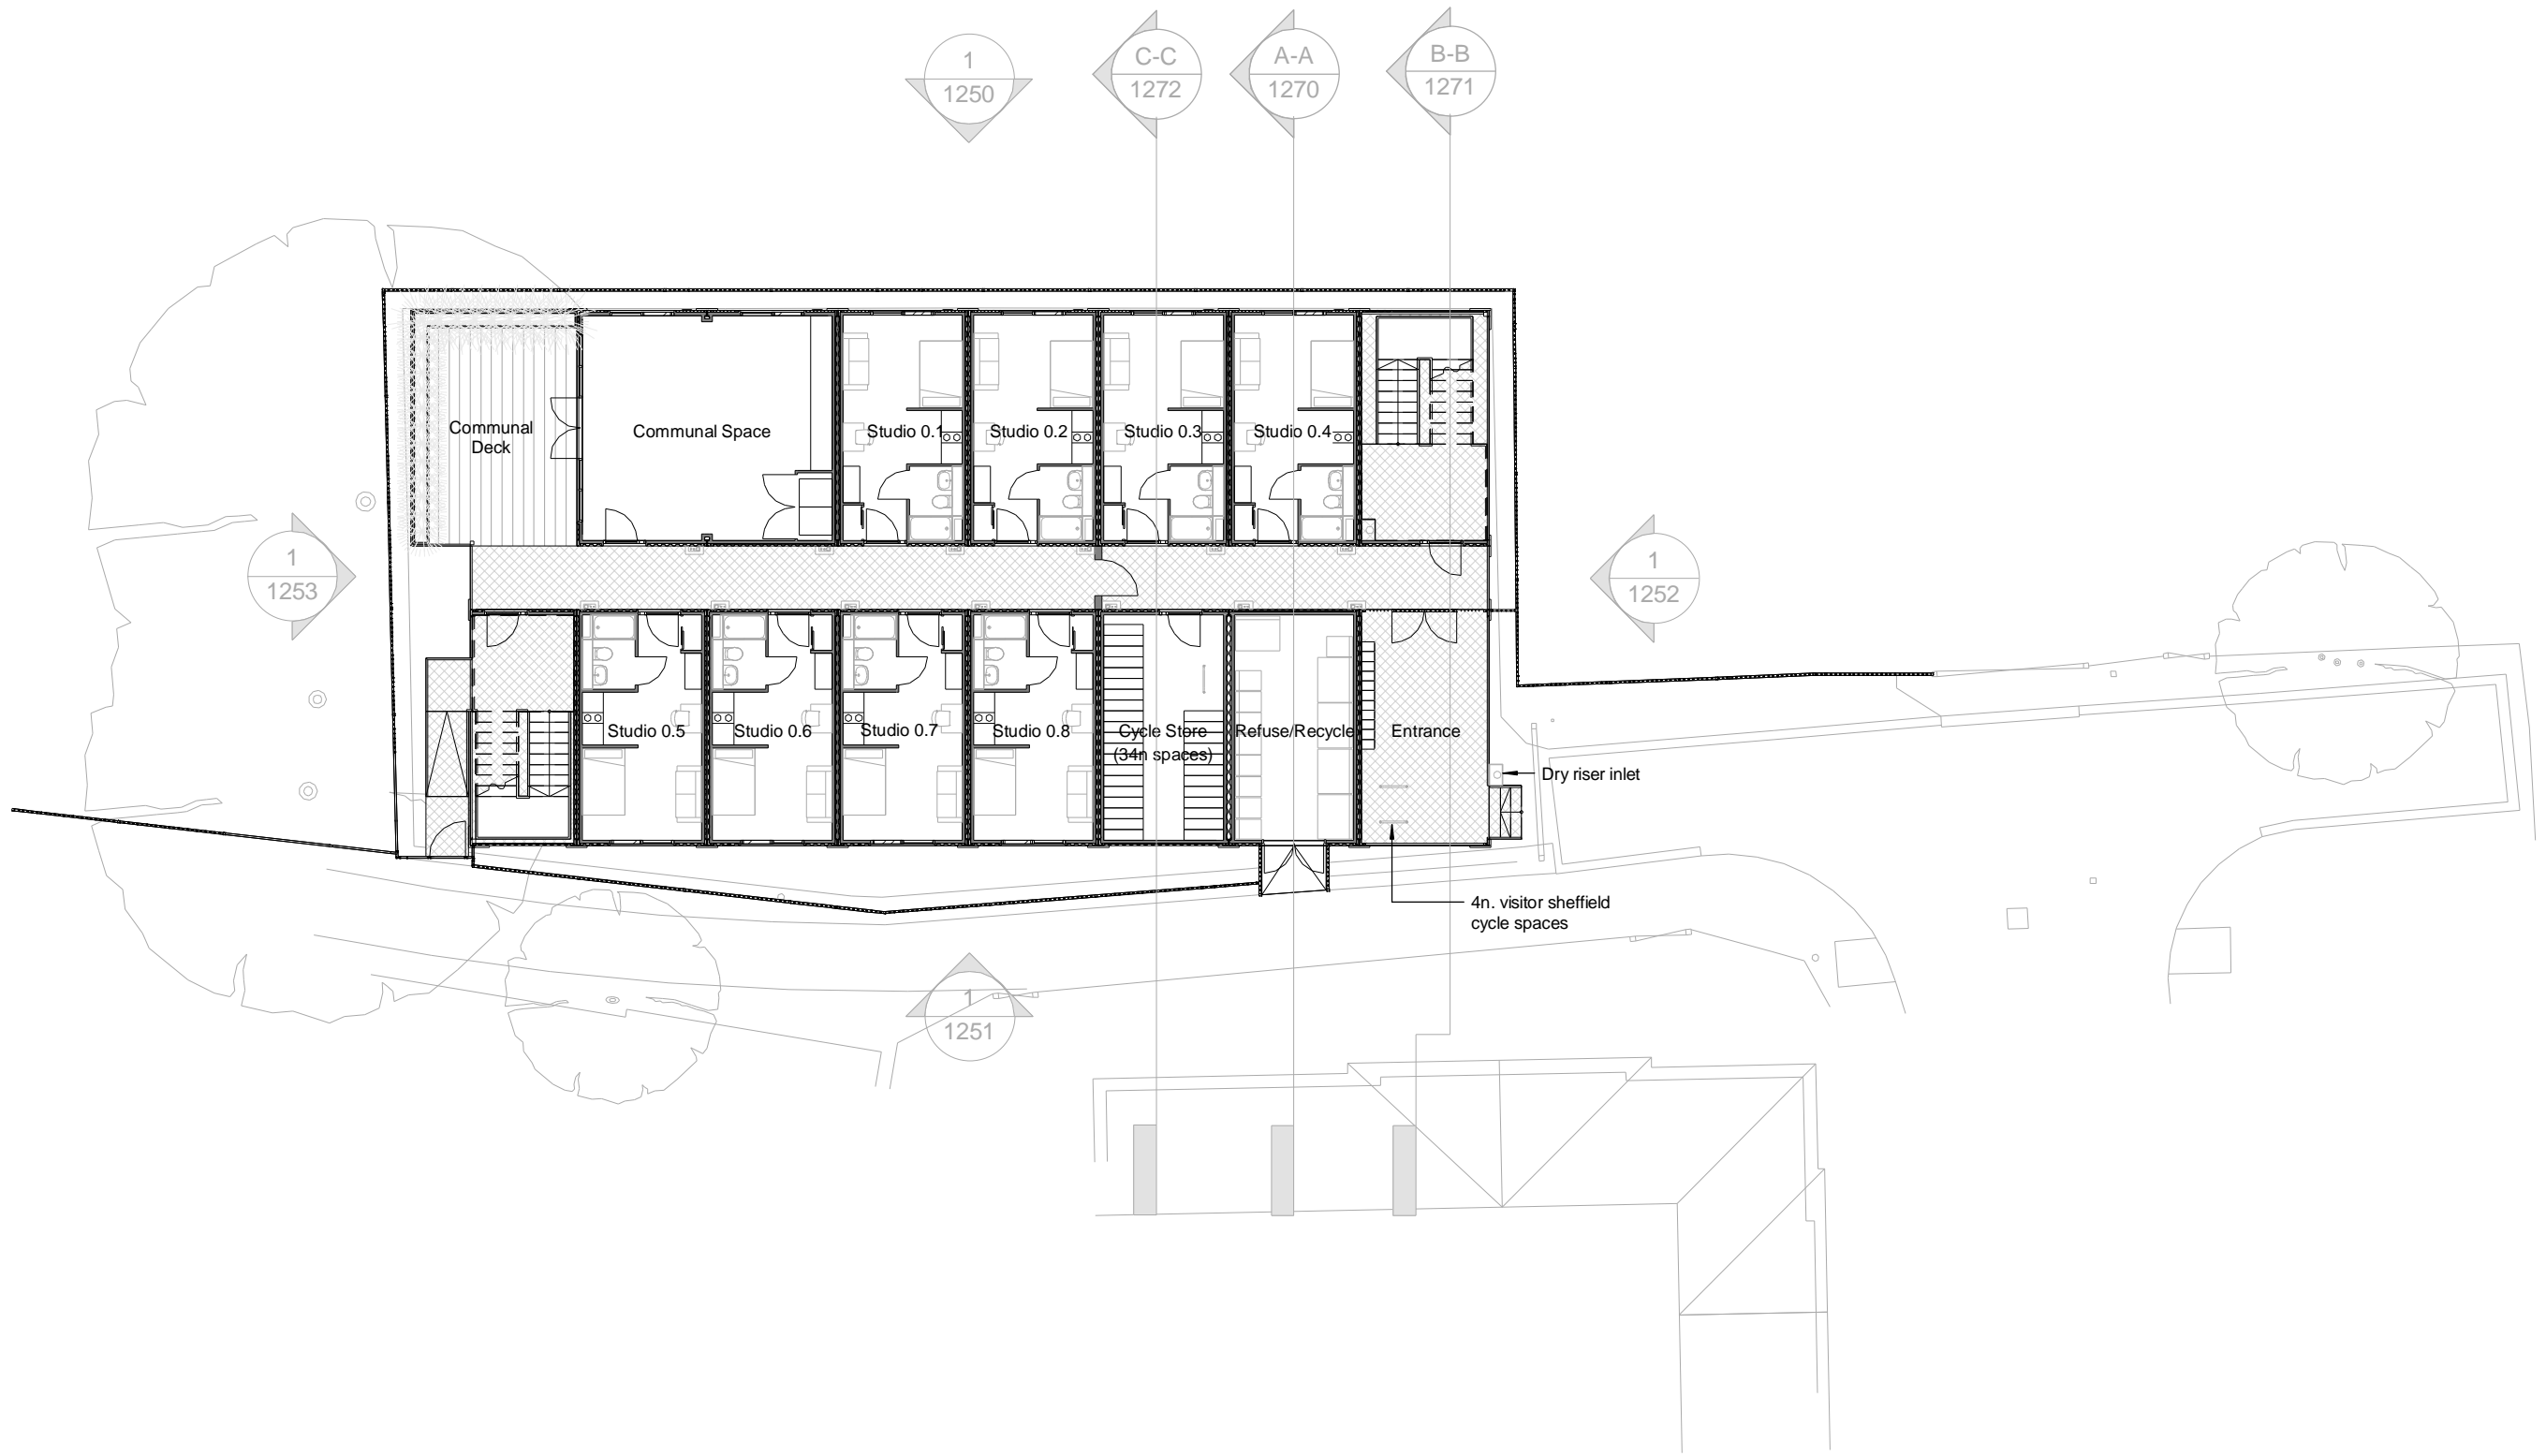 1
1250
C-C
1272
A-A
1270
B-B
1271
Communal
Deck
Communal Space
Studio 0.1
Studio 0.2
Studio 0.3
Studio 0.4
1
1253
1
1252
Studio 0.5
Studio 0.6
Studio 0.7
Studio 0.8
Cycle Store
(34n spaces)
Refuse/Recycle
Entrance
Dry riser inlet
4n. visitor sheffield
cycle spaces
1
1251